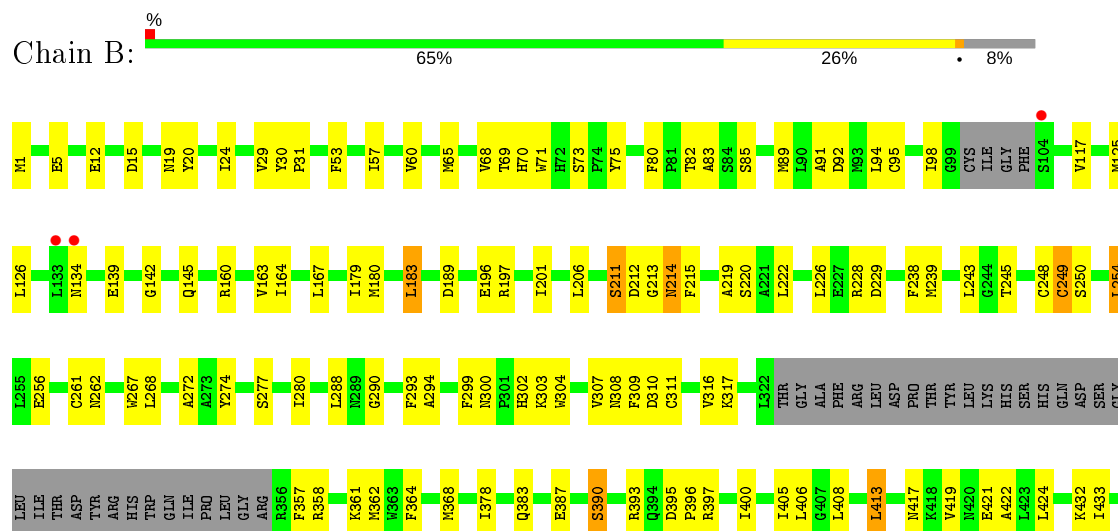 %
Chain B:
65% 26% • 8%
M1 E5 E12 D15 N19 Y20 I24 V29 Y30 P31 F53 I57 V60 M65 V68 T69 H70 W71 H72 S73 P74 Y75 F80 P81 T82 A83 S84 S85 M89 L90 A91 D92 M93 L94 C95 I98 G99 CYS ILE GLY PHE S104 V117 M125
L126 L133 N134 E139 G142 Q145 R160 V163 I164 L167 I179 M180 L183 D189 E196 R197 I201 L206 S211 D212 G213 N214 F215 A219 S220 A221 L222 L226 E227 R228 D229 F238 M239 L243 G244 T245 C248 C249 S250 L254
L255 E256 C261 N262 W267 L268 A272 A273 Y274 S277 I280 L288 N289 G290 F293 A294 F299 N300 P301 H302 K303 W304 V307 N308 F309 D310 C311 V316 K317 L322 THR GLY ALA PHE ARG LEU ASP PRO THR TYR LEU LYS HIS SER HIS GLN ASP SER GLY
LEU ILE THR ASP TYR ARG HIS TRP GLN ILE PRO LEU GLY ARG R356 F357 R358 K361 M362 W363 F364 M368 I378 Q383 E387 S390 R393 Q394 D395 P396 R397 I400 I405 L406 G407 L408 L413 N417 K418 V419 N420 E421 A422 L423 L424 K432 I433